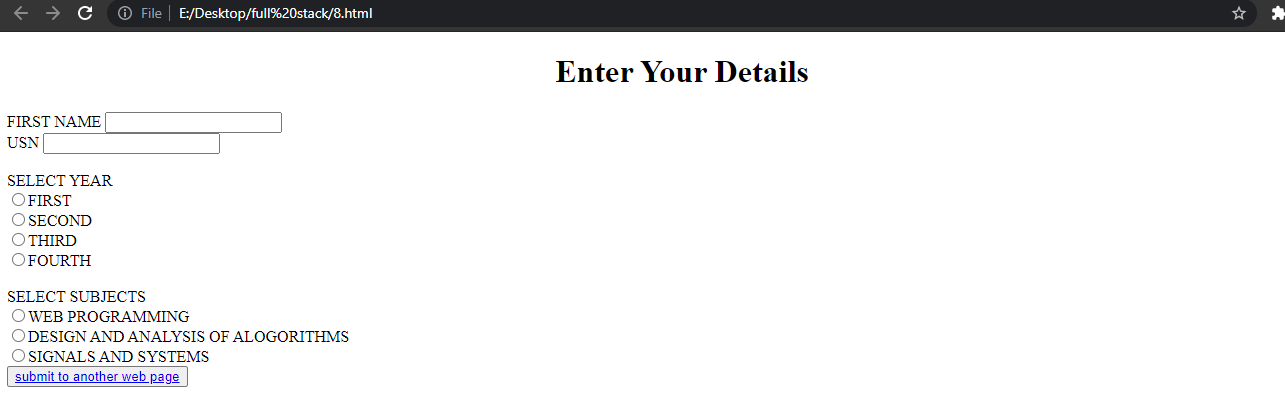 File E:/Desktop/full%20stack/8.html
Enter Your Details
FIRST NAME
USN
SELECT YEAR
FIRST
SECOND
THIRD
FOURTH
SELECT SUBJECTS
WEB PROGRAMMING
DESIGN AND ANALYSIS OF ALOGORITHMS
SIGNALS AND SYSTEMS
submit to another web page